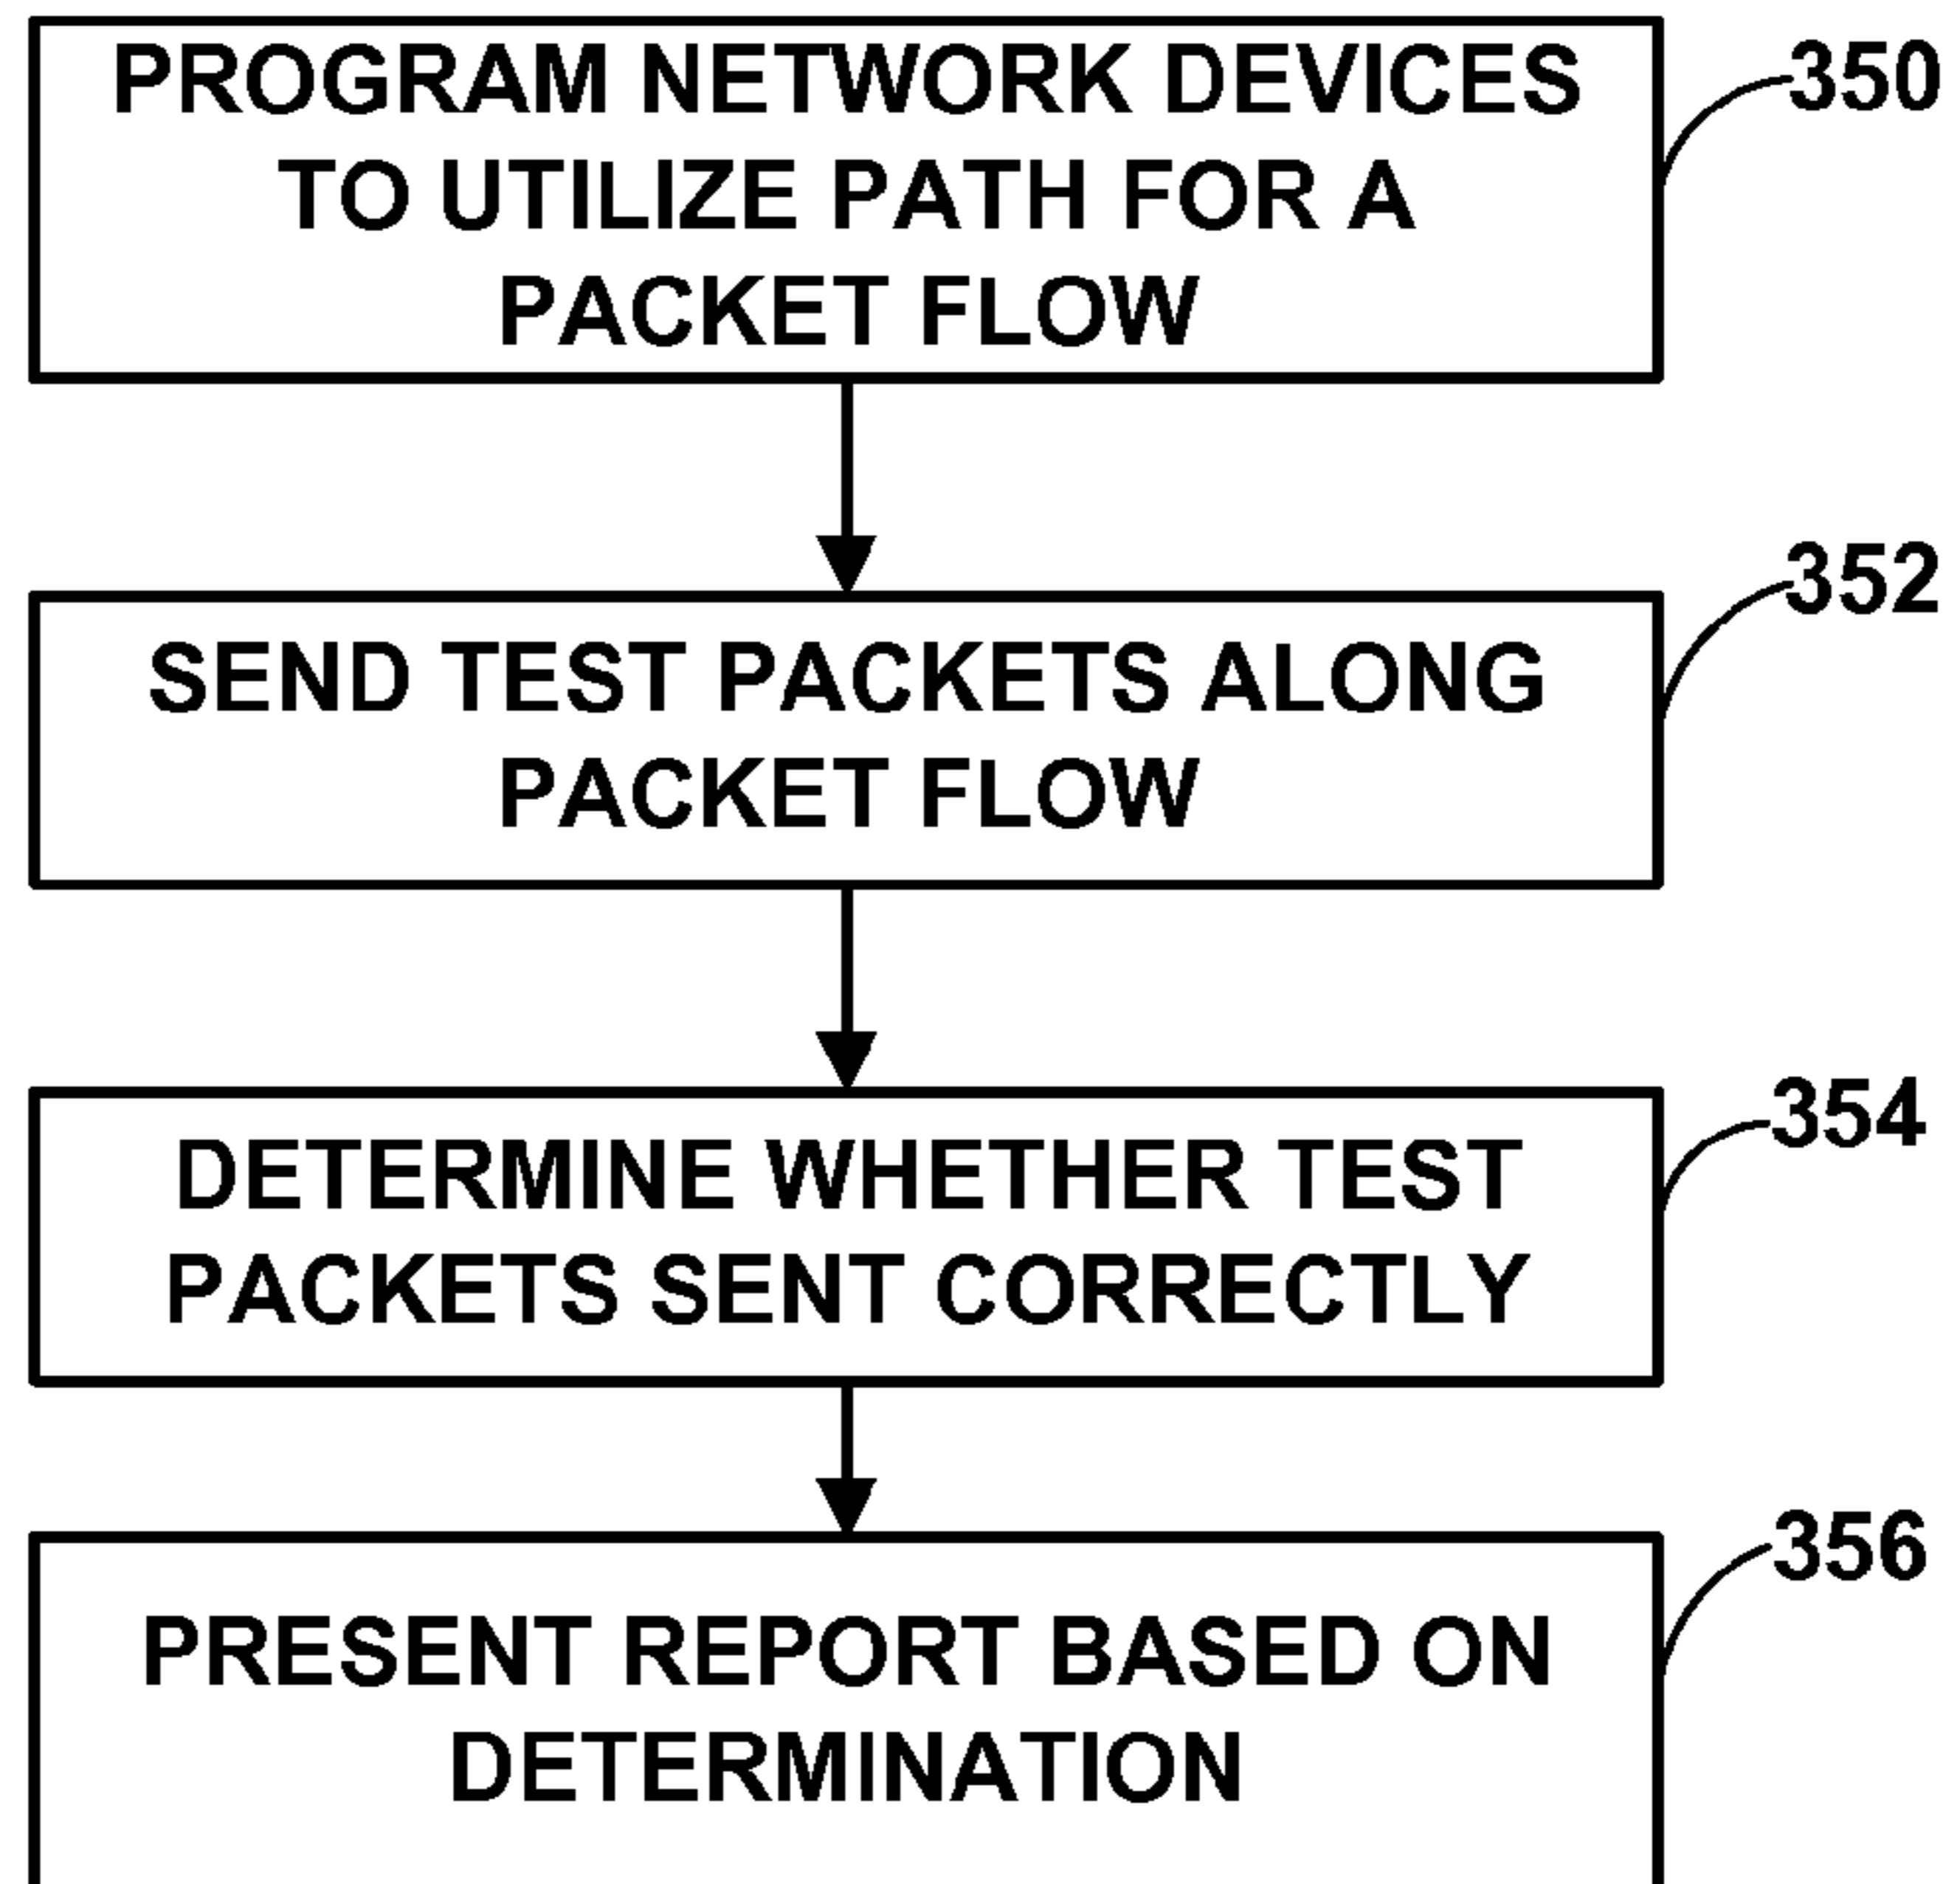 PROGRAM NETWORK DEVICES
TO UTILIZE PATH FOR A
PACKET FLOW
350
SEND TEST PACKETS ALONG
PACKET FLOW
352
DETERMINE WHETHER TEST
PACKETS SENT CORRECTLY
354
PRESENT REPORT BASED ON
DETERMINATION
356